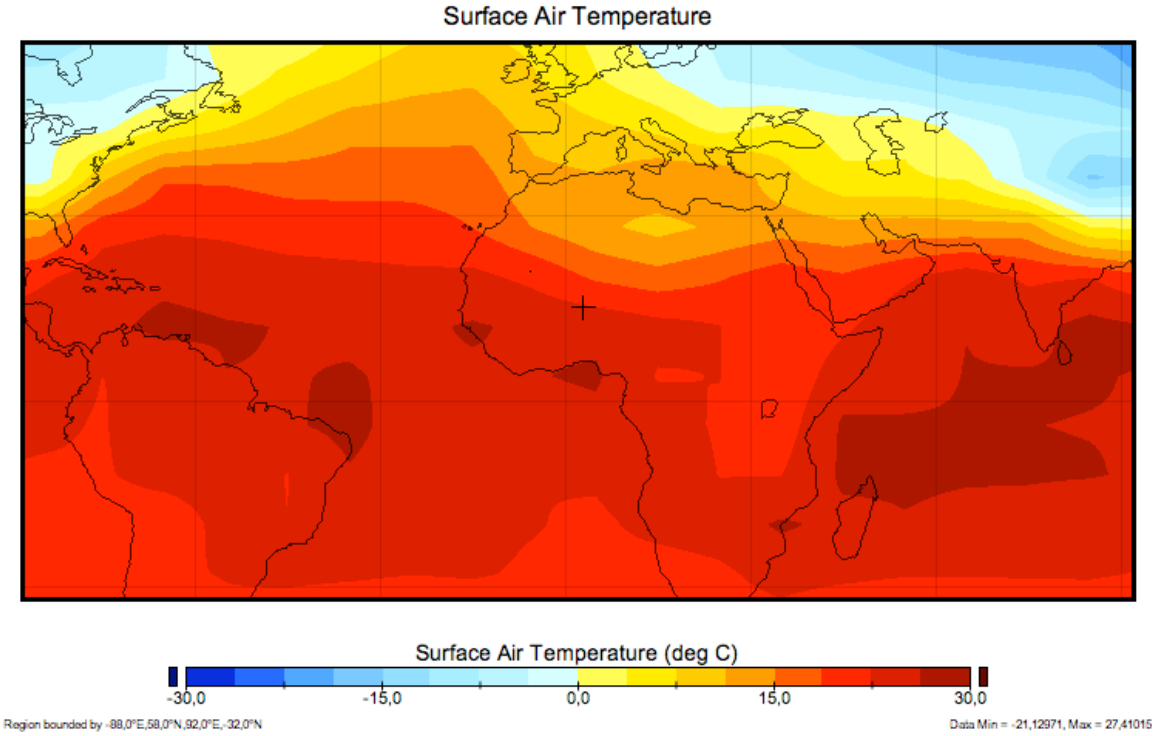 Surface Air Temperature
Surface Air Temperature (deg C)
-30,0 -15,0 0,0 15,0 30,0
Region bounded by -88,0°E,58,0°N,92,0°E,-32,0°N Data Min = -21,12971, Max = 27,41015